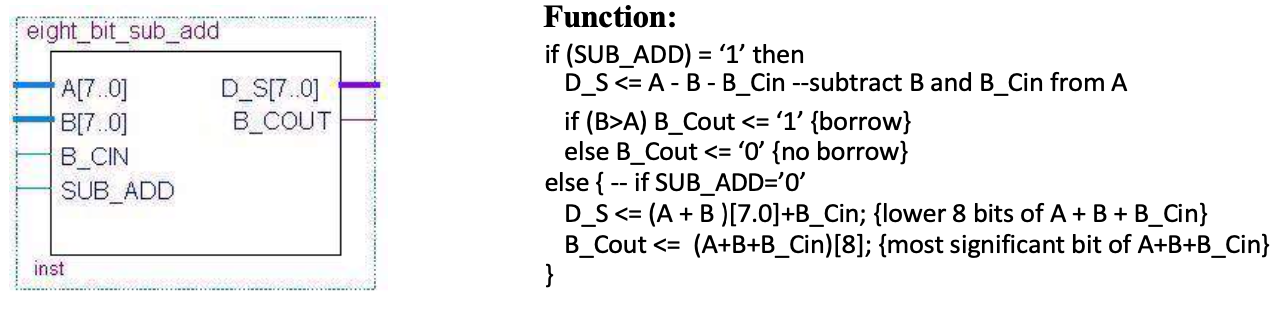 eight_bit_sub_add
A[7..0]
D_S[7..0]
B[7..0]
B_COUT
B_CIN
SUB_ADD
inst
Function:
if (SUB_ADD) = ‘1’ then
D_S <= A - B - B_Cin --subtract B and B_Cin from A
if (B>A) B_Cout <= ‘1’ {borrow}
else B_Cout <= ‘0’ {no borrow}
else { -- if SUB_ADD=’0’
D_S <= (A + B )[7.0]+B_Cin; {lower 8 bits of A + B + B_Cin}
B_Cout <= (A+B+B_Cin)[8]; {most significant bit of A+B+B_Cin}
}